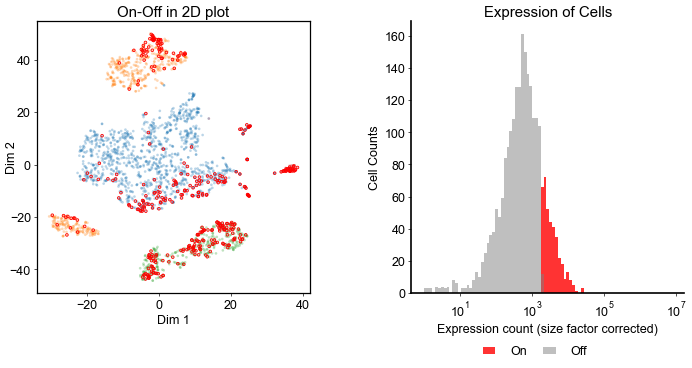 On-Off in 2D plot
40
20
0
−20
−40
Dim 2
−20
0
20
40
Dim 1
Expression of Cells
160
140
120
100
80
60
40
20
0
Cell Counts
10^1
10^3
10^5
10^7
Expression count (size factor corrected)
On
Off